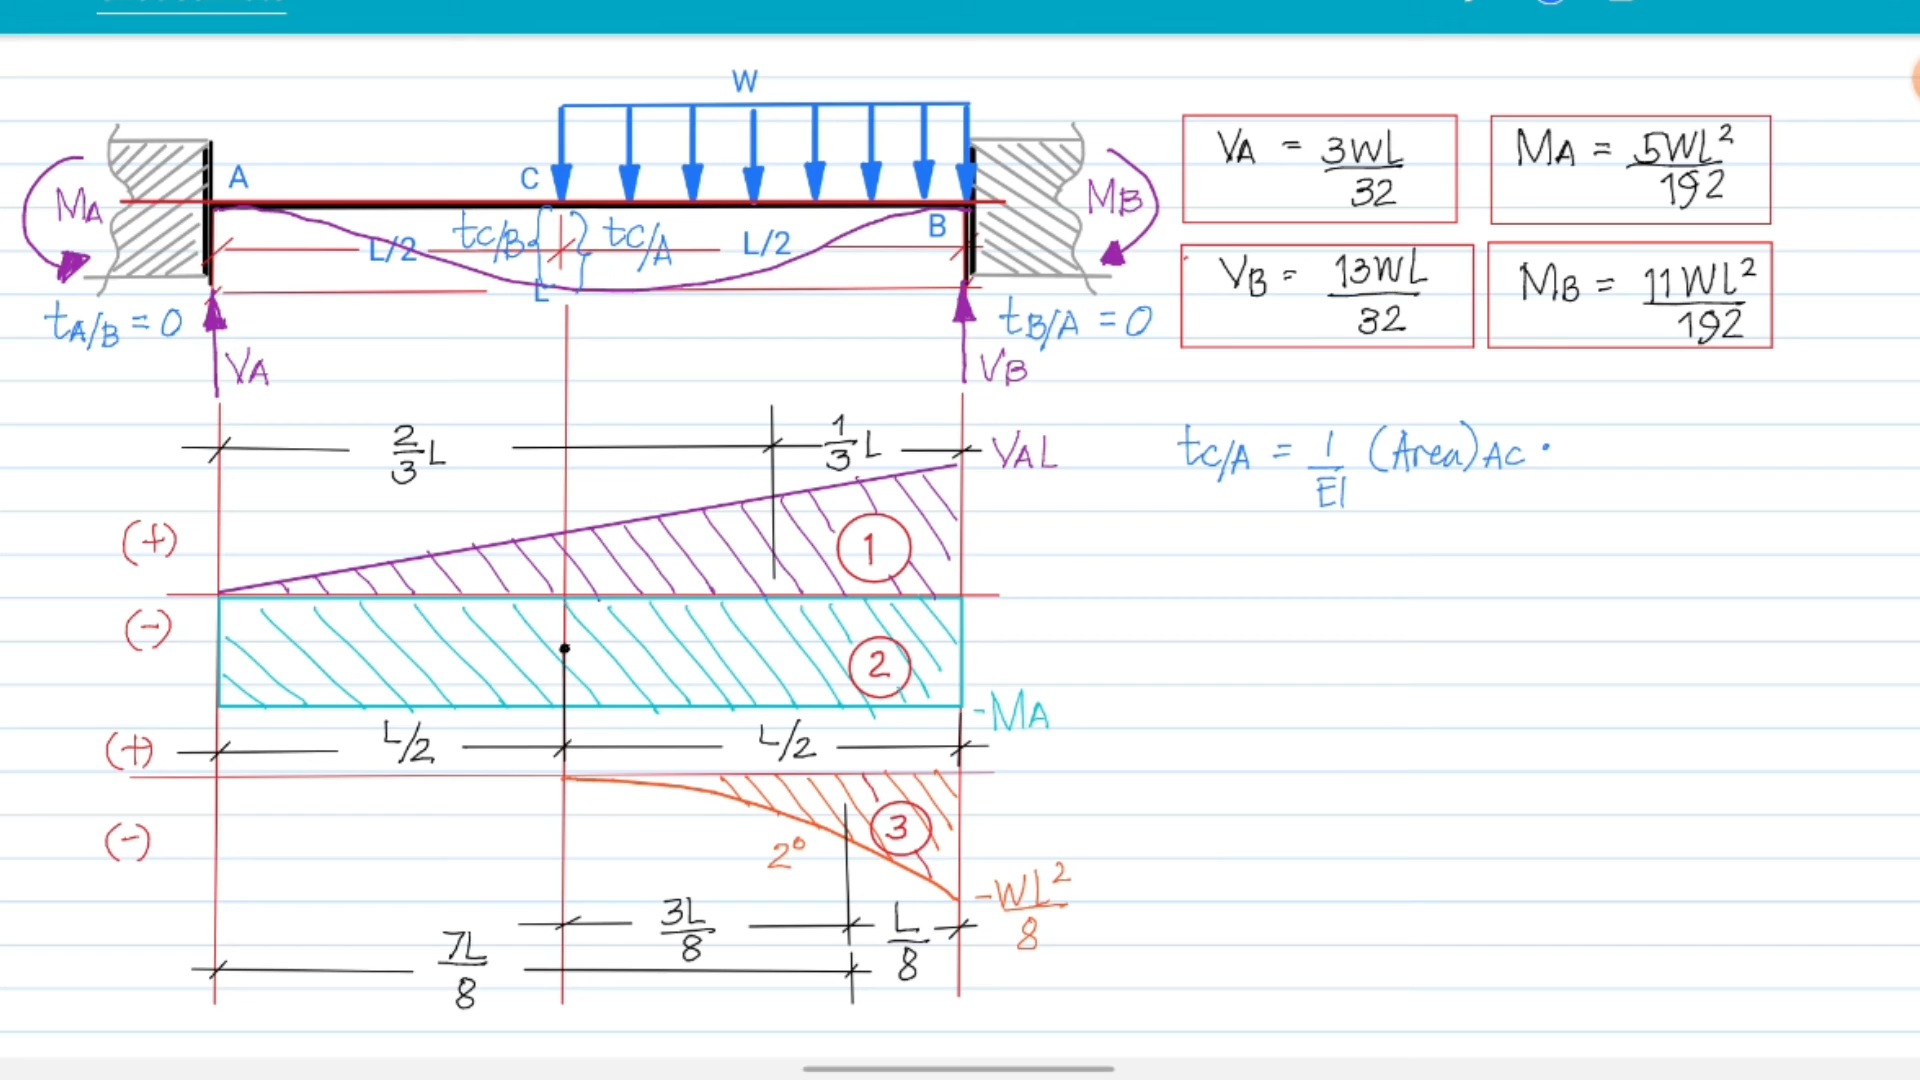 W
A
C
B
MA
MB
L/2
tC/B
tC/A
L/2
L
tA/B = 0
tB/A = 0
VA
VB
VA = 3WL/32
MA = 5WL²/192
VB = 13WL/32
MB = 11WL²/192
2/3 L
1/3 L
VAL
tC/A = 1/EI (Area)AC ·
(+)
1
(-)
2
-MA
(+)
L/2
L/2
(-)
3
2°
-WL²/8
3L/8
L/8
7L/8